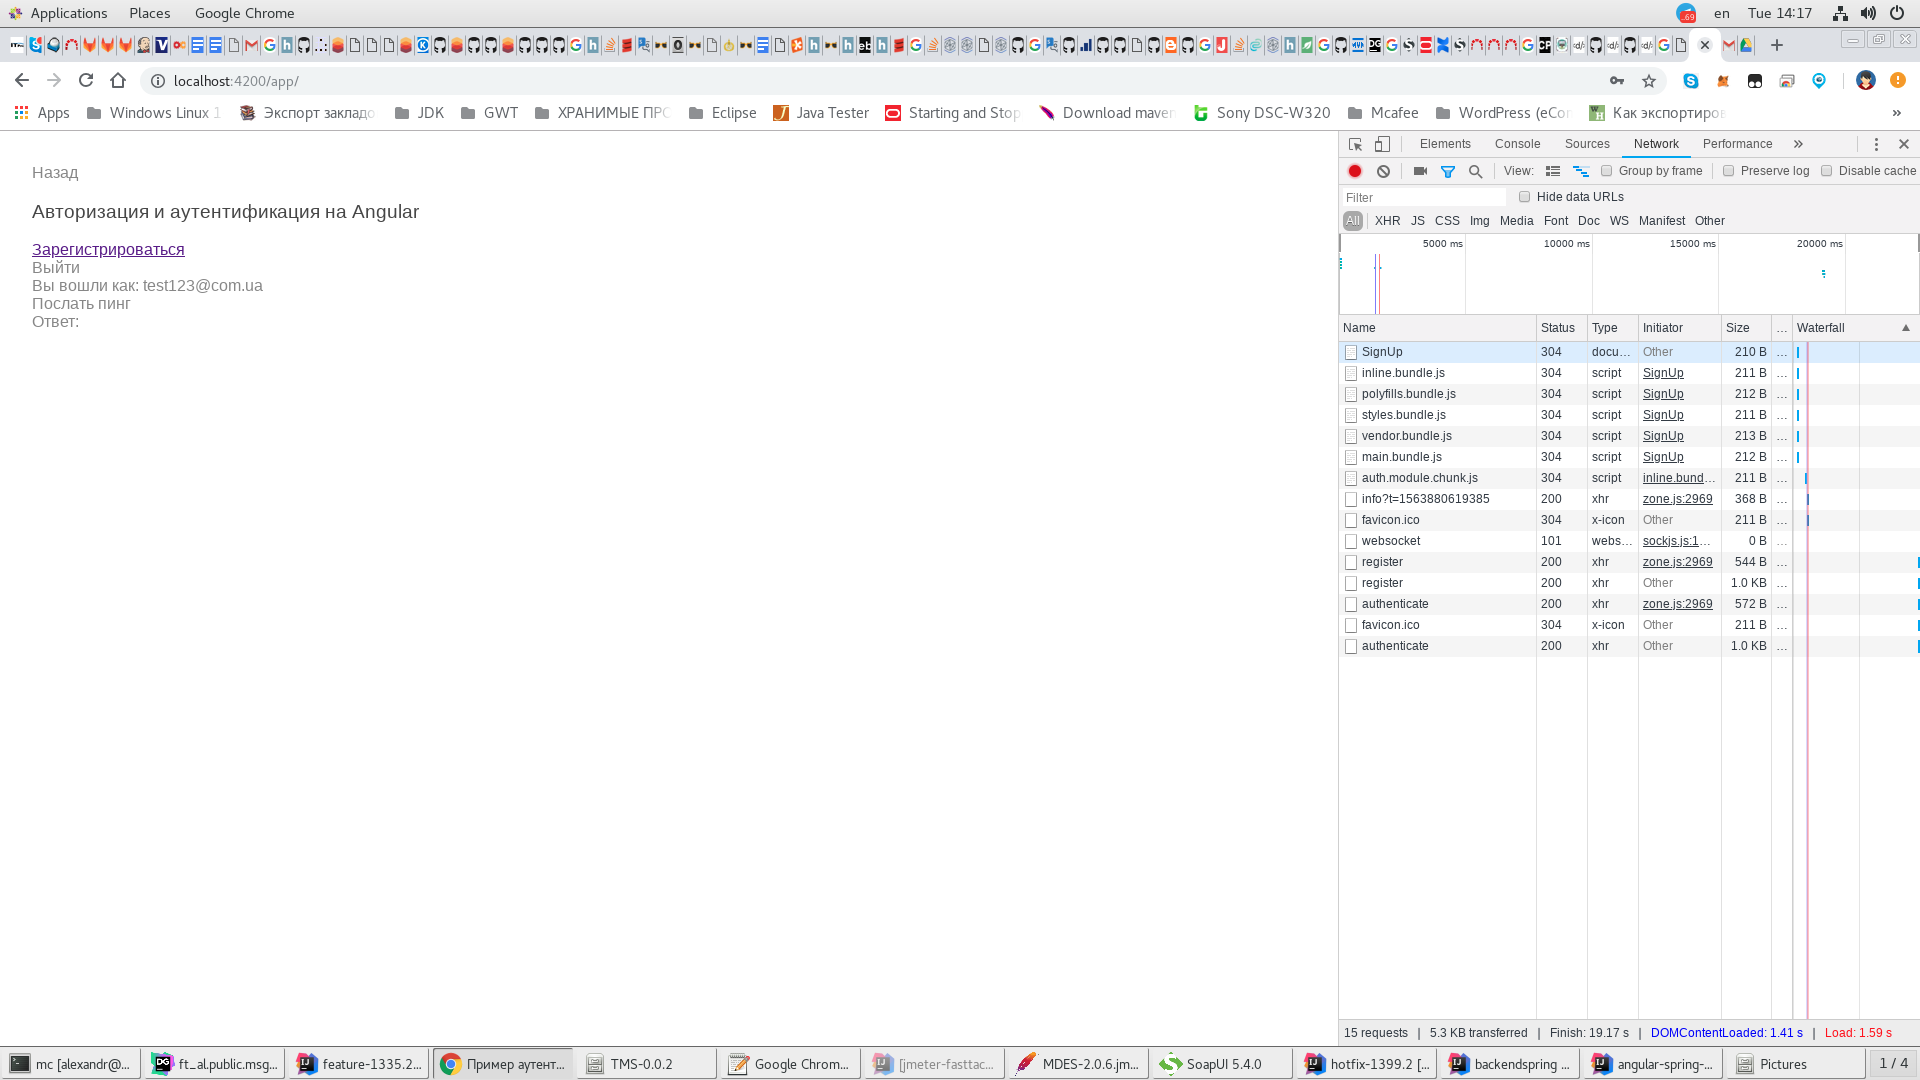 Applications Places Google Chrome
en Tue 14:17
localhost:4200/app/
Apps Windows Linux 1 Экспорт закладо JDK GWT ХРАНИМЫЕ ПРС Eclipse Java Tester Starting and Stop Download maven Sony DSC-W320 Mcafee WordPress (eCo Как экспортиро »
Назад
Авторизация и аутентификация на Angular
Зарегистрироваться
Выйти
Вы вошли как: test123@com.ua
Послать пинг
Ответ:
Elements Console Sources Network Performance »
View: Group by frame Preserve log Disable cache
Filter Hide data URLs
All XHR JS CSS Img Media Font Doc WS Manifest Other
5000 ms 10000 ms 15000 ms 20000 ms
Name Status Type Initiator Size ... Waterfall
SignUp 304 docu... Other 210 B ...
inline.bundle.js 304 script SignUp 211 B ...
polyfills.bundle.js 304 script SignUp 212 B ...
styles.bundle.js 304 script SignUp 211 B ...
vendor.bundle.js 304 script SignUp 213 B ...
main.bundle.js 304 script SignUp 212 B ...
auth.module.chunk.js 304 script inline.bund... 211 B ...
info?t=1563880619385 200 xhr zone.js:2969 368 B ...
favicon.ico 304 x-icon Other 211 B ...
websocket 101 webs... sockjs.js:1... 0 B ...
register 200 xhr zone.js:2969 544 B ...
register 200 xhr Other 1.0 KB ...
authenticate 200 xhr zone.js:2969 572 B ...
favicon.ico 304 x-icon Other 211 B ...
authenticate 200 xhr Other 1.0 KB ...
15 requests | 5.3 KB transferred | Finish: 19.17 s | DOMContentLoaded: 1.41 s | Load: 1.59 s
mc [alexandr@... ft_al.public.msg... feature-1335.2... Пример аутент... TMS-0.0.2 Google Chrom... [jmeter-fasttac... MDES-2.0.6.jm... SoapUI 5.4.0 hotfix-1399.2 [... backendspring ... angular-spring-... Pictures 1 / 4